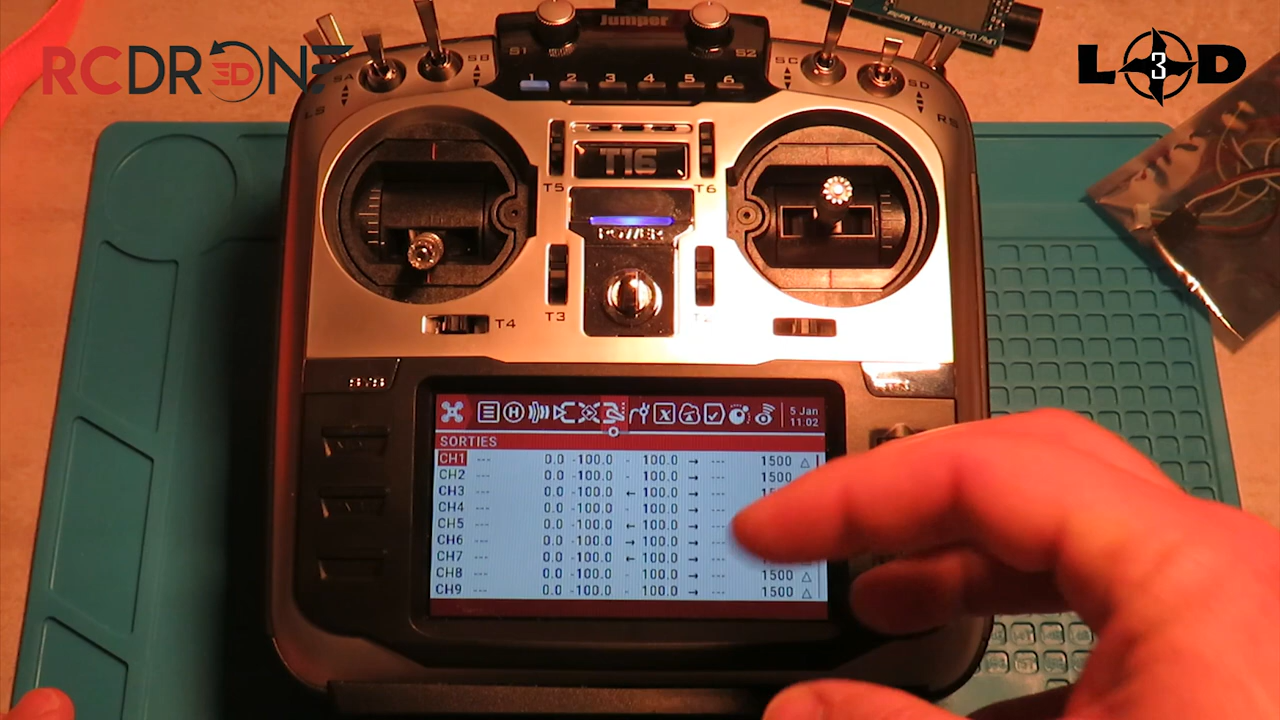 RCDRONE
3D
L3D
Jumper
S1
S2
SA
SB
SC
SD
LS
RS
1 2 3 4 5 6
T16
T5
T6
POWER
T3
T4
SYS
5 Jan
11:02
SORTIES
CH1 --- 0.0 -100.0 - 100.0 → --- 1500 △
CH2 --- 0.0 -100.0 - 100.0 → --- 1500
CH3 --- 0.0 -100.0 ← 100.0 → ---
CH4 --- 0.0 -100.0 - 100.0 → ---
CH5 --- 0.0 -100.0 ← 100.0 → ---
CH6 --- 0.0 -100.0 → 100.0 → ---
CH7 --- 0.0 -100.0 ← 100.0 → ---
CH8 --- 0.0 -100.0 - 100.0 → --- 1500 △
CH9 --- 0.0 -100.0 - 100.0 → --- 1500 △